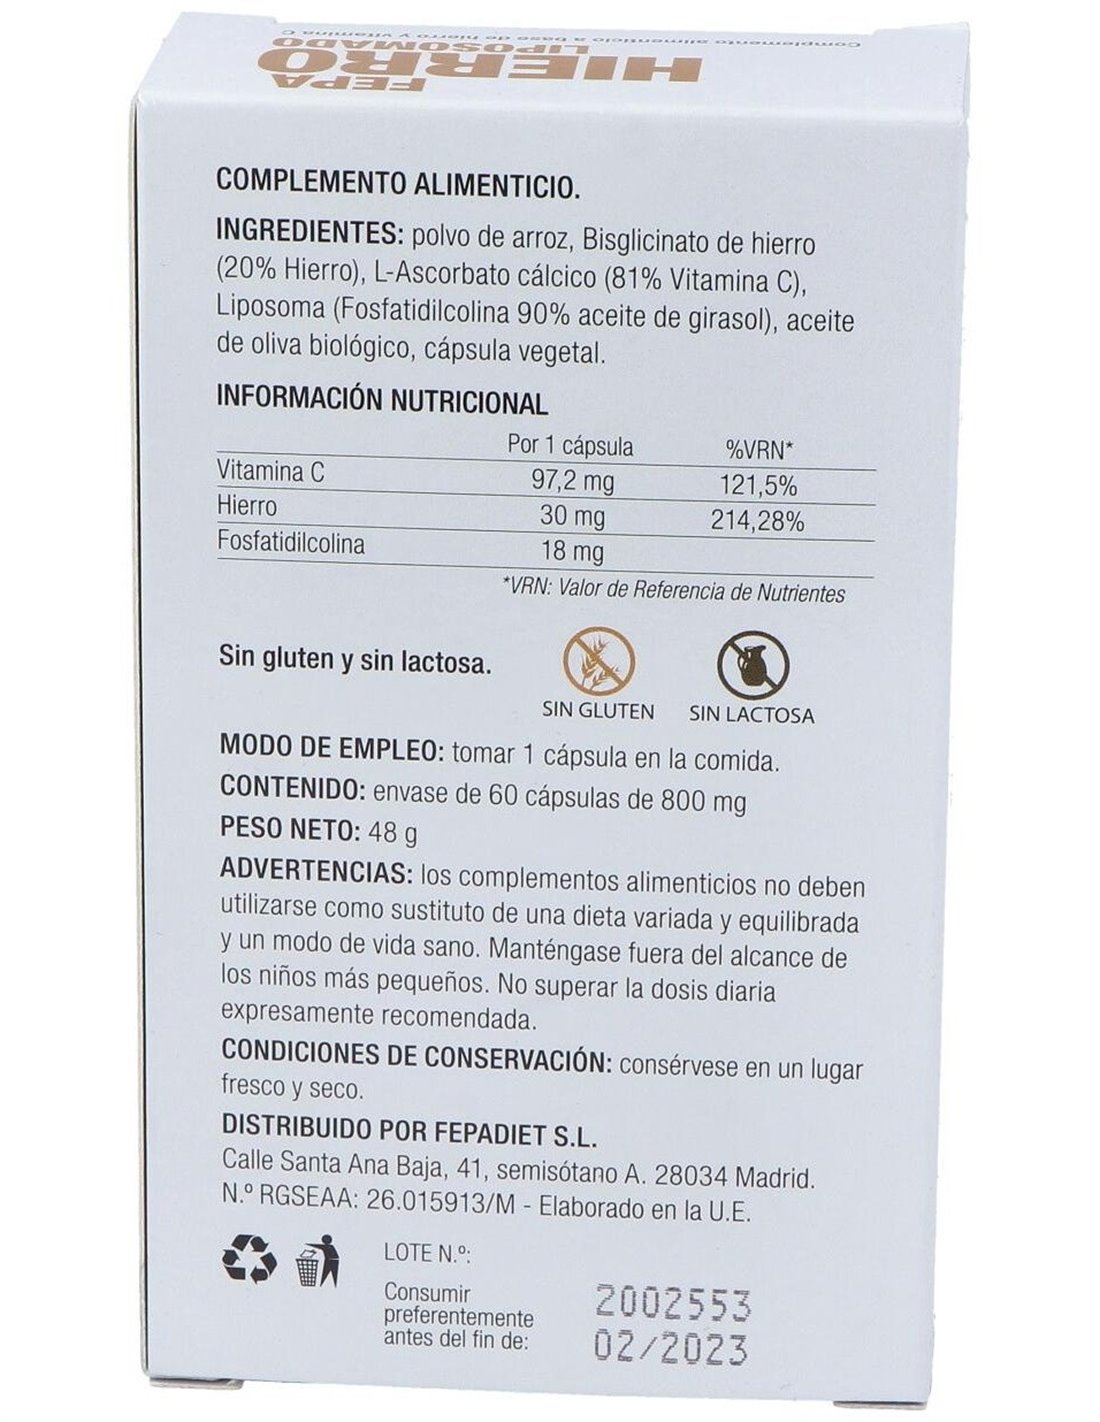 Complemento alimenticio a base de hierro y vitamina C
FEPA
HIERRO
LIPOSOMADO
COMPLEMENTO ALIMENTICIO.
INGREDIENTES: polvo de arroz, Bisglicinato de hierro
(20% Hierro), L-Ascorbato cálcico (81% Vitamina C),
Liposoma (Fosfatidilcolina 90% aceite de girasol), aceite
de oliva biológico, cápsula vegetal.
INFORMACIÓN NUTRICIONAL
Por 1 cápsula %VRN*
Vitamina C 97,2 mg 121,5%
Hierro 30 mg 214,28%
Fosfatidilcolina 18 mg
*VRN: Valor de Referencia de Nutrientes
Sin gluten y sin lactosa.
SIN GLUTEN SIN LACTOSA
MODO DE EMPLEO: tomar 1 cápsula en la comida.
CONTENIDO: envase de 60 cápsulas de 800 mg
PESO NETO: 48 g
ADVERTENCIAS: los complementos alimenticios no deben
utilizarse como sustituto de una dieta variada y equilibrada
y un modo de vida sano. Manténgase fuera del alcance de
los niños más pequeños. No superar la dosis diaria
expresamente recomendada.
CONDICIONES DE CONSERVACIÓN: consérvese en un lugar
fresco y seco.
DISTRIBUIDO POR FEPADIET S.L.
Calle Santa Ana Baja, 41, semisótano A. 28034 Madrid.
N.º RGSEAA: 26.015913/M - Elaborado en la U.E.
LOTE N.º:
Consumir
preferentemente
antes del fin de:
2002553
02/2023